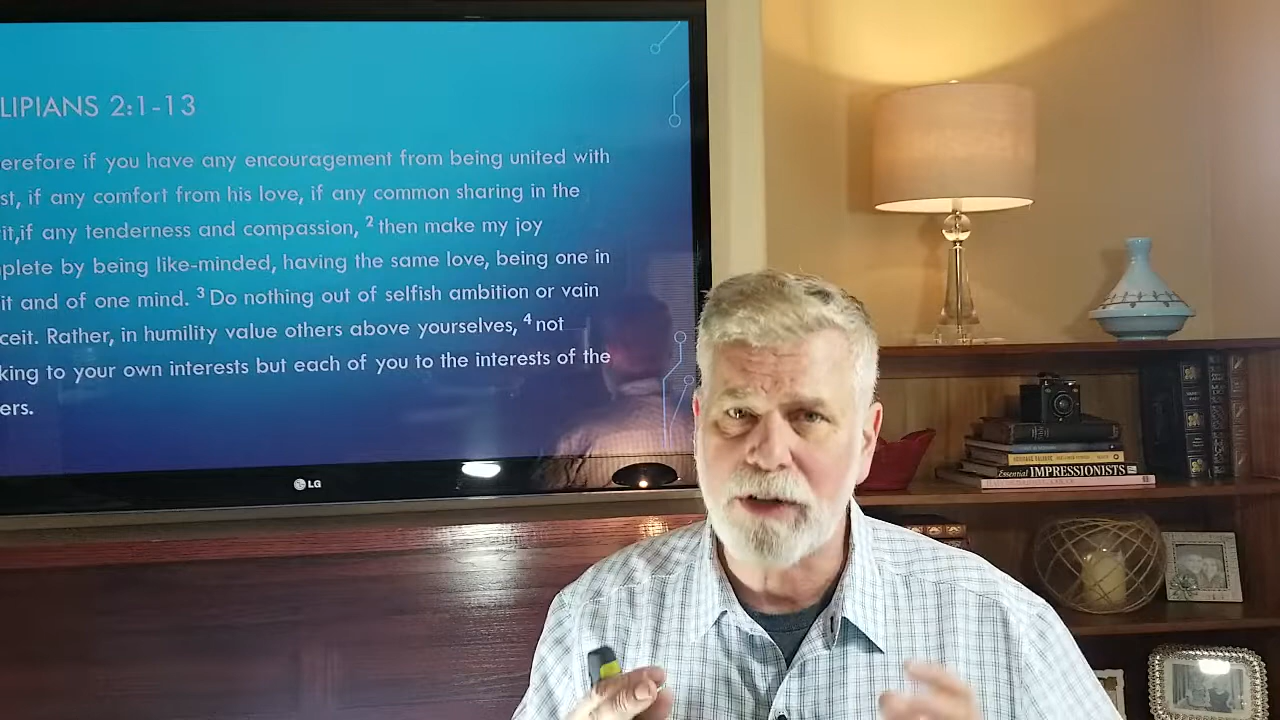 LIPIANS 2:1-13
erefore if you have any encouragement from being united with
st, if any comfort from his love, if any common sharing in the
it,if any tenderness and compassion, ² then make my joy
plete by being like-minded, having the same love, being one in
it and of one mind. ³ Do nothing out of selfish ambition or vain
ceit. Rather, in humility value others above yourselves, ⁴ not
king to your own interests but each of you to the interests of the
ers.
LG
Essential IMPRESSIONISTS